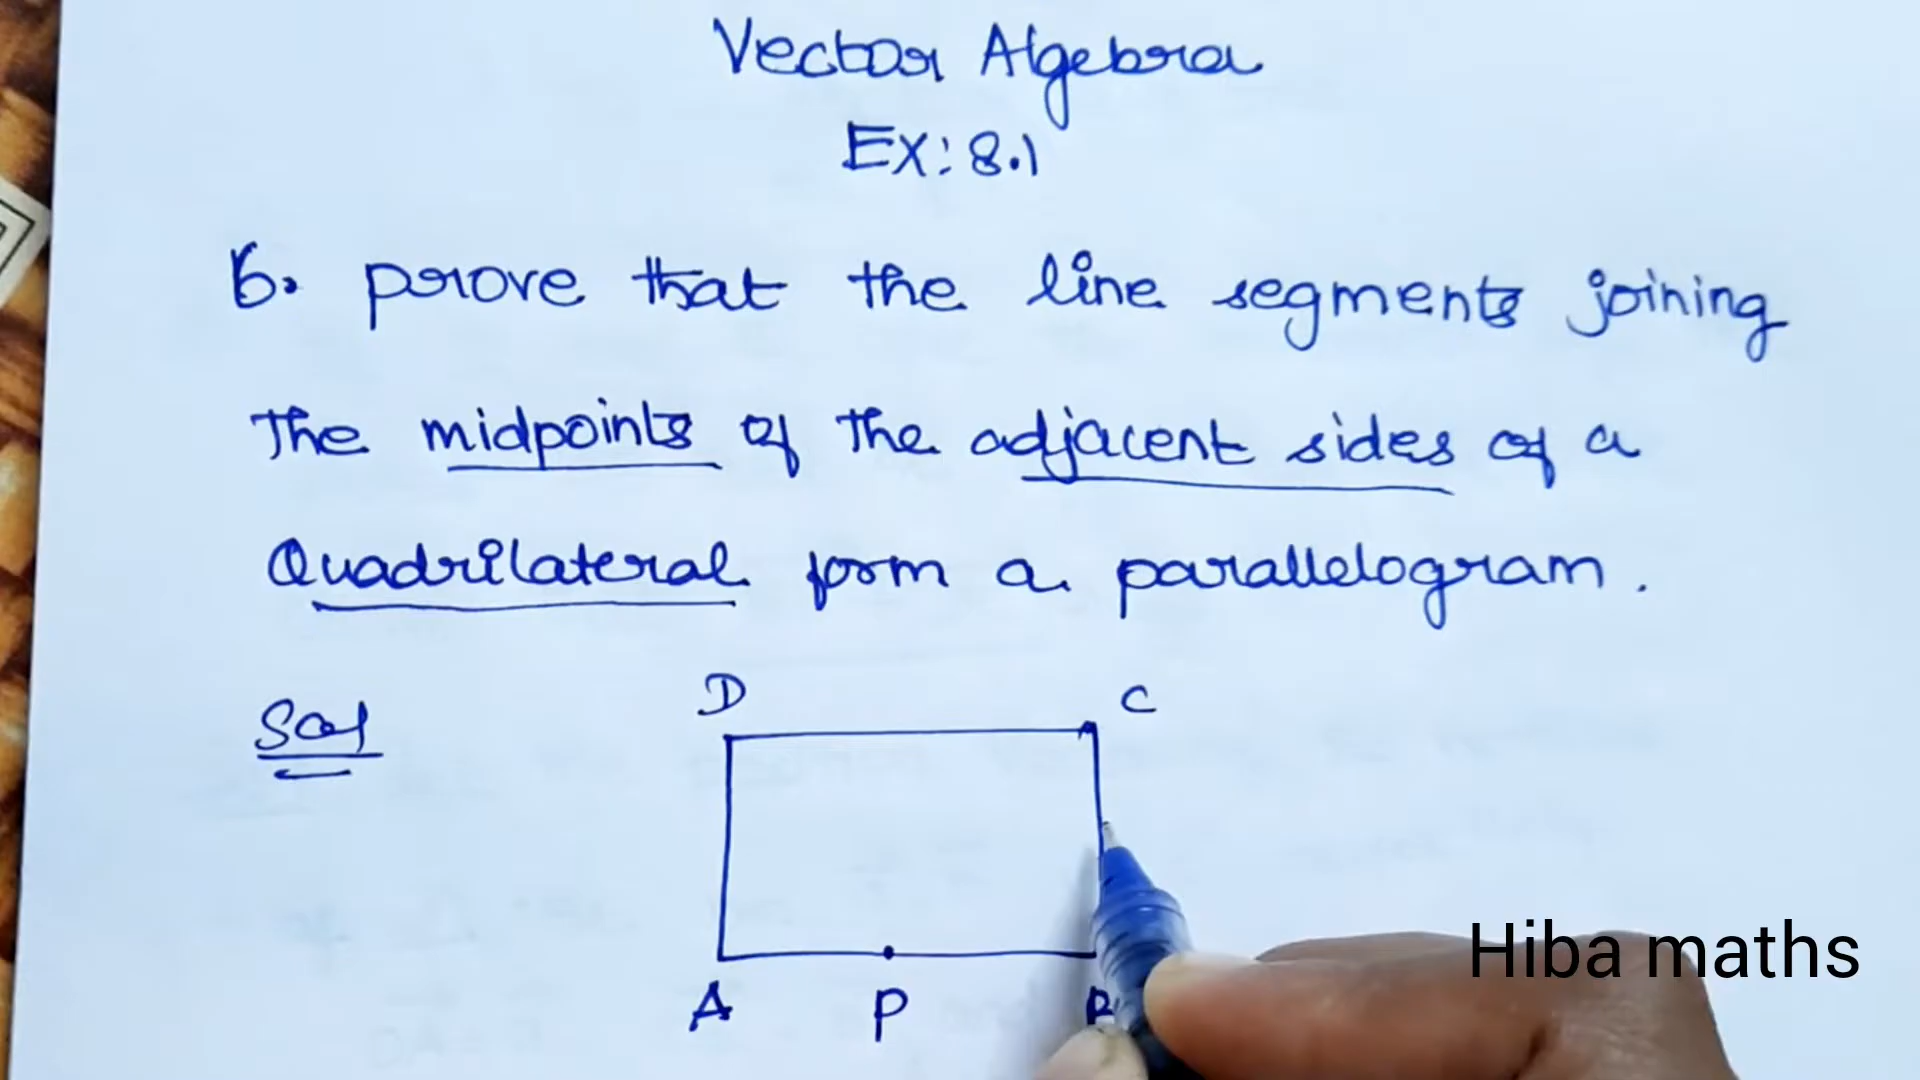 Vector Algebra
Ex: 8.1
6. prove that the line segments joining
The midpoints of the adjacent sides of a
Quadrilateral form a parallelogram.
Sol
D C
A P B
Hiba maths